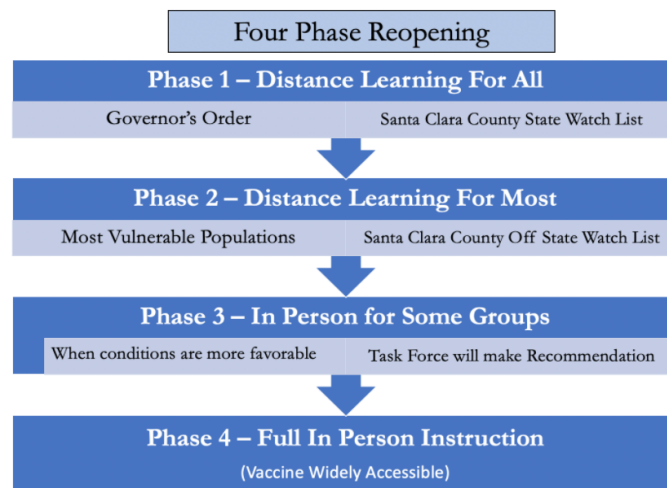 Four Phase Reopening
Phase 1 – Distance Learning For All
Governor's Order
Santa Clara County State Watch List
Phase 2 – Distance Learning For Most
Most Vulnerable Populations
Santa Clara County Off State Watch List
Phase 3 – In Person for Some Groups
When conditions are more favorable
Task Force will make Recommendation
Phase 4 – Full In Person Instruction
(Vaccine Widely Accessible)